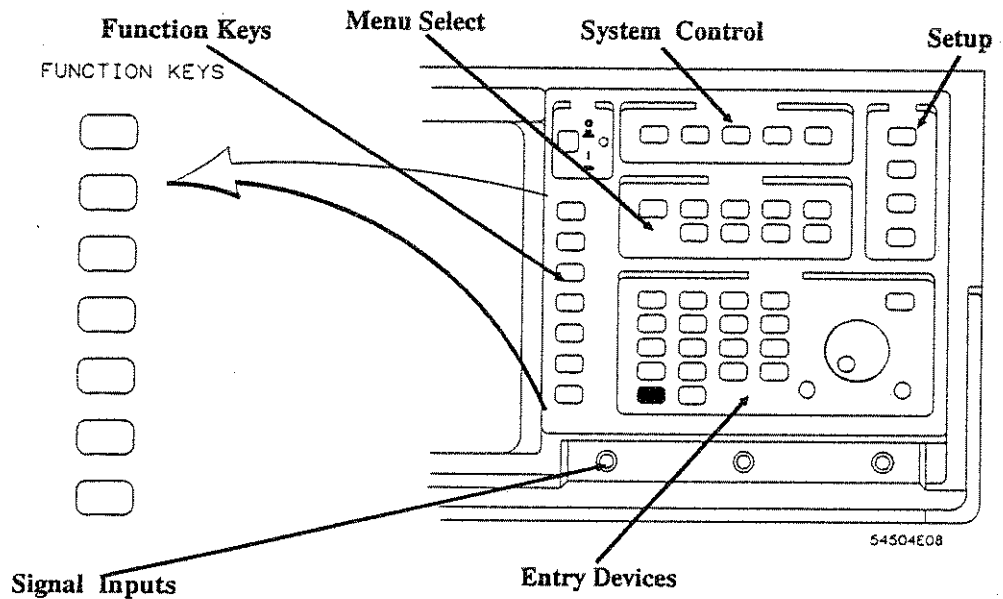 Function Keys
Menu Select
System Control
Setup
FUNCTION KEYS
54504E08
Signal Inputs
Entry Devices